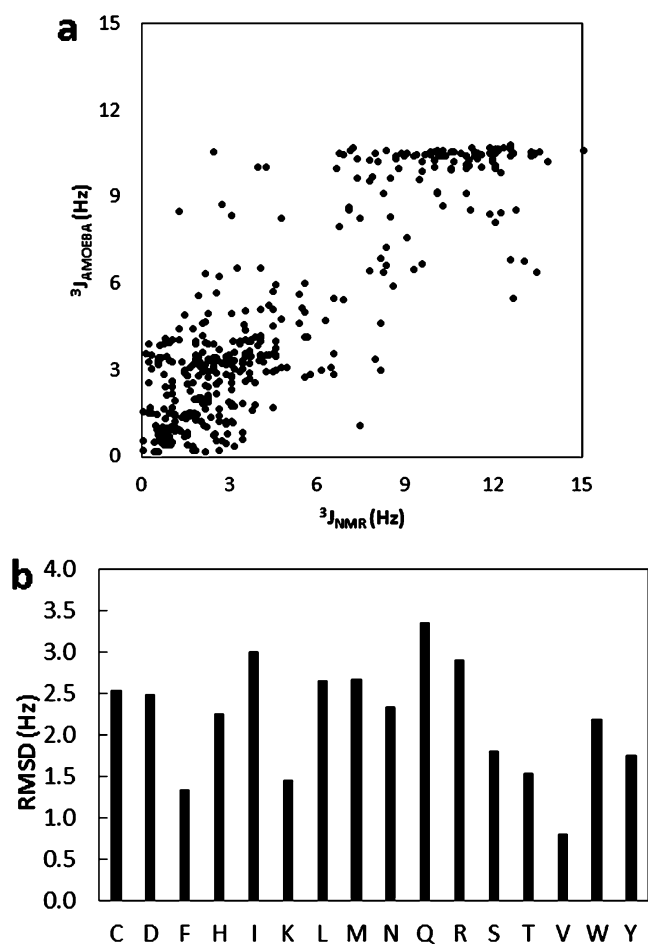 a
15
12
9
6
3
0
³J_AMOEBA (Hz)
0 3 6 9 12 15
³J_NMR (Hz)
b
4.0
3.5
3.0
2.5
2.0
1.5
1.0
0.5
0.0
RMSD (Hz)
C D F H I K L M N Q R S T V W Y